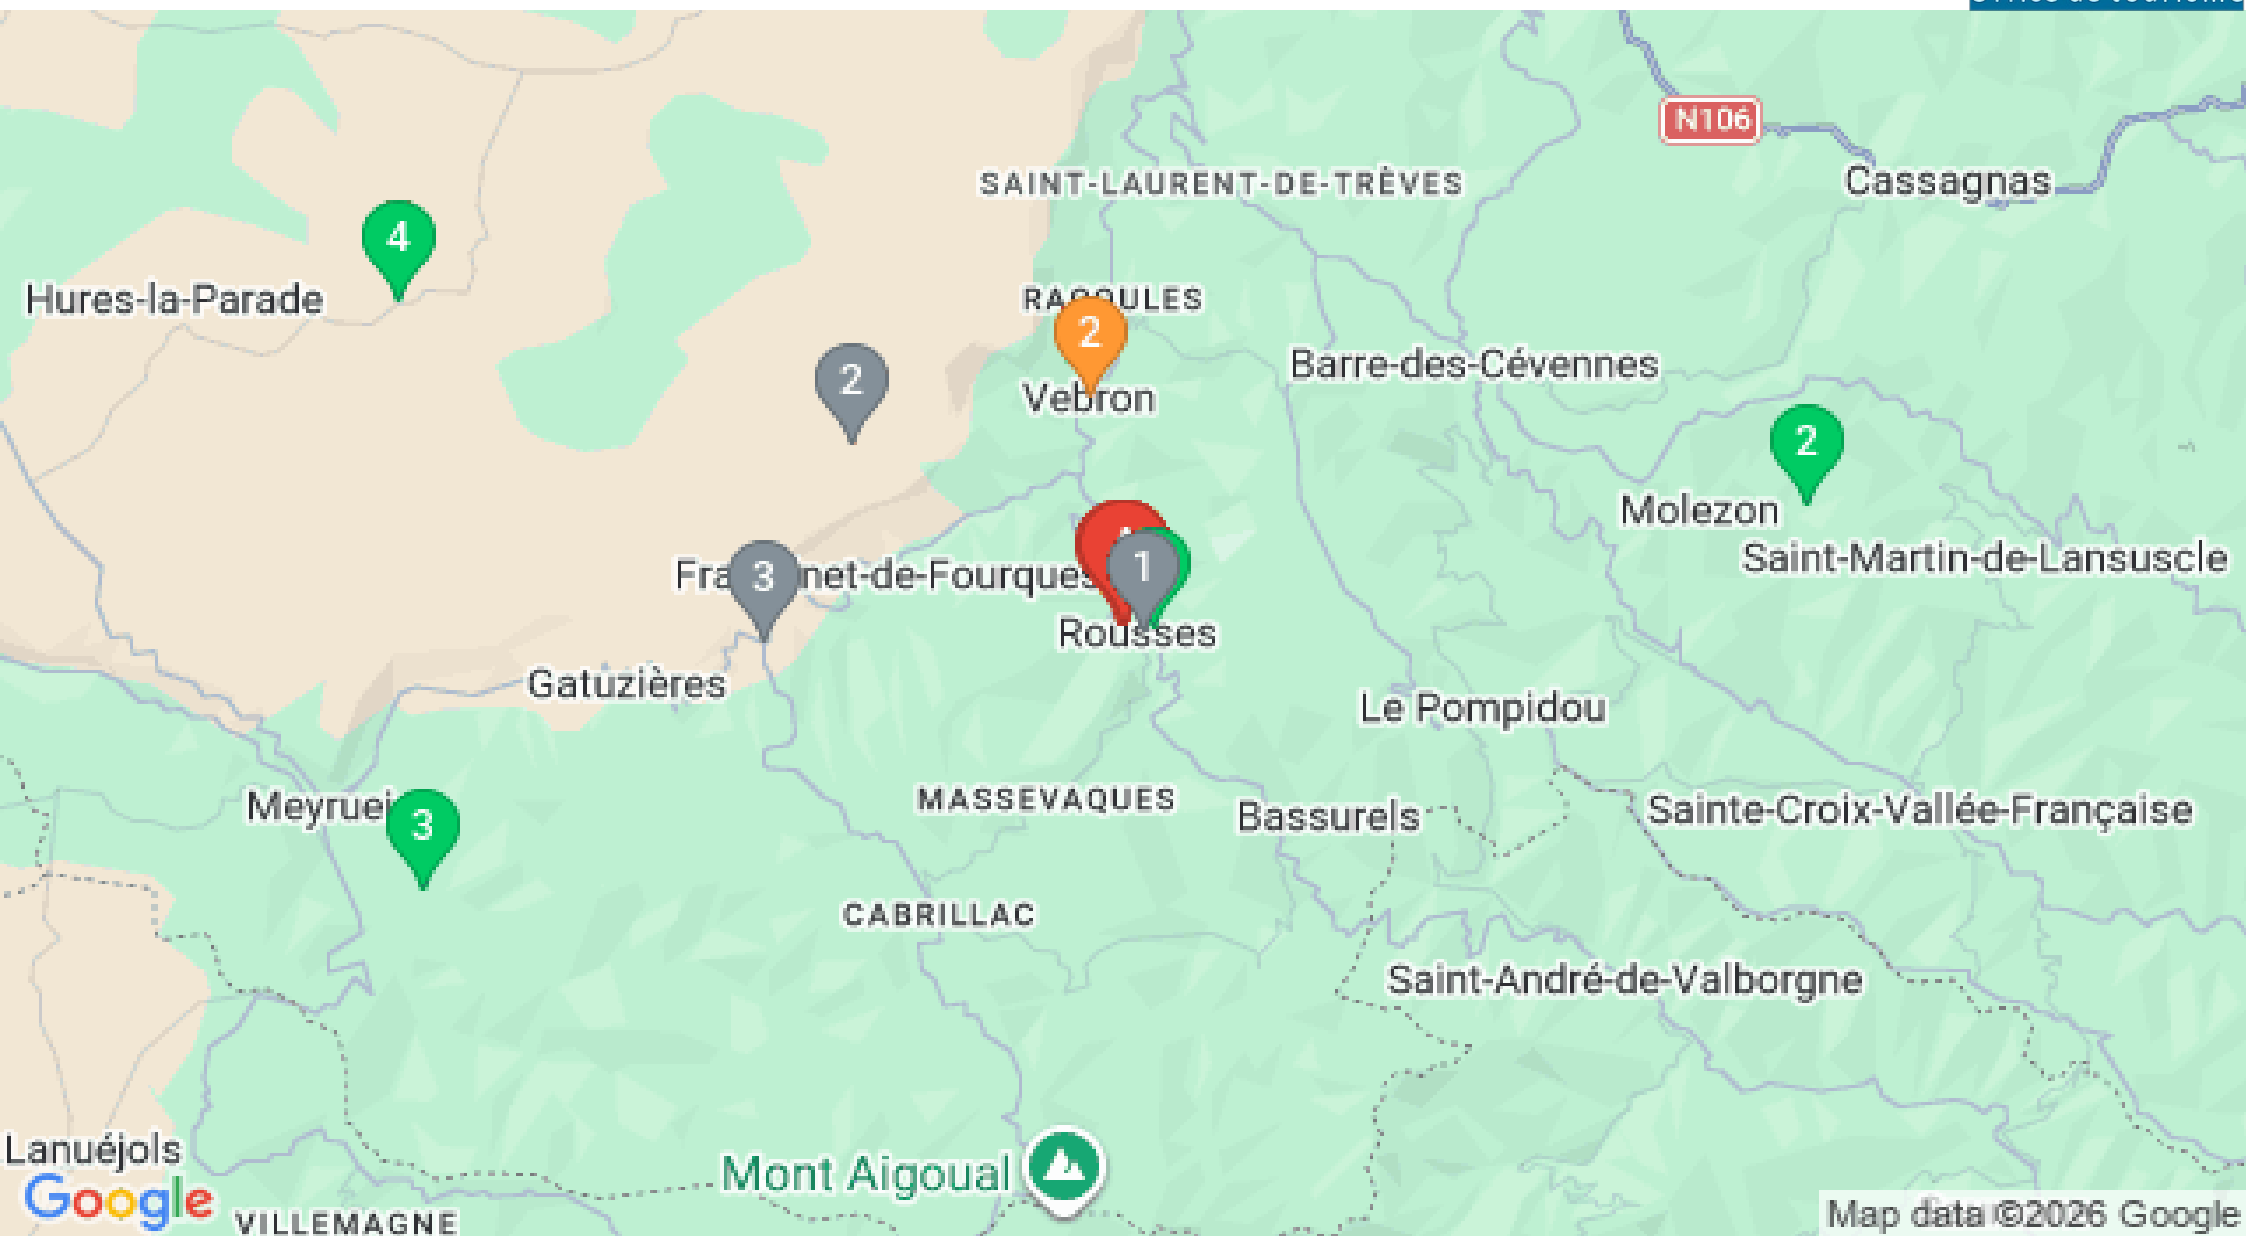 N106
Cassagnas
SAINT-LAURENT-DE-TRÈVES
4
Hures-la-Parade
2
Vebron
2
Barre-des-Cévennes
2
Molezon
Saint-Martin-de-Lansuscle
3
1
Rousses
Gatuzières
Le Pompidou
3
MASSEVAQUES
Bassurels
Sainte-Croix-Vallée-Française
CABRILLAC
Saint-André-de-Valborgne
Lanuéjols
Mont Aigoual
Google
VILLEMAGNE
Map data ©2026 Google